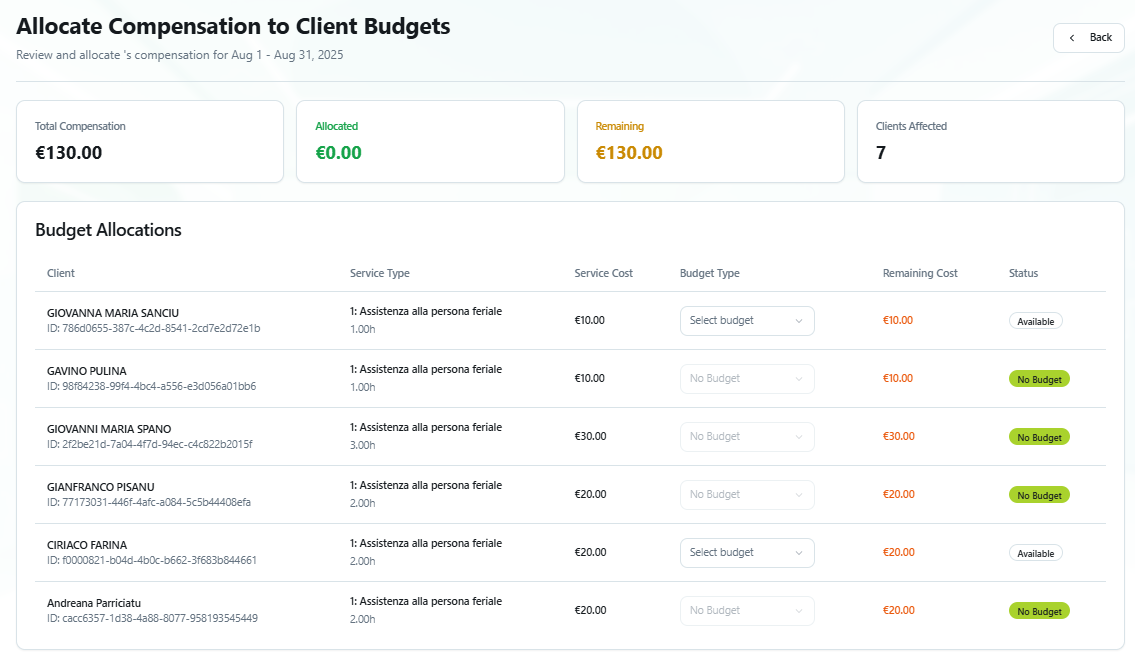 Allocate Compensation to Client Budgets
Review and allocate 's compensation for Aug 1 - Aug 31, 2025
Back
Total Compensation
€130.00
Allocated
€0.00
Remaining
€130.00
Clients Affected
7
Budget Allocations
Client Service Type Service Cost Budget Type Remaining Cost Status
GIOVANNA MARIA SANCIU
ID: 786d0655-387c-4c2d-8541-2cd7e2d72e1b
1: Assistenza alla persona feriale
1.00h
€10.00
Select budget
€10.00
Available
GAVINO PULINA
ID: 98f84238-99f4-4bc4-a556-e3d056a01bb6
1: Assistenza alla persona feriale
1.00h
€10.00
No Budget
€10.00
No Budget
GIOVANNI MARIA SPANO
ID: 2f2be21d-7a04-4f7d-94ec-c4c822b2015f
1: Assistenza alla persona feriale
3.00h
€30.00
No Budget
€30.00
No Budget
GIANFRANCO PISANU
ID: 77173031-446f-4afc-a084-5c5b44408efa
1: Assistenza alla persona feriale
2.00h
€20.00
No Budget
€20.00
No Budget
CIRIACO FARINA
ID: f0000821-b04d-4b0c-b662-3f683b844661
1: Assistenza alla persona feriale
2.00h
€20.00
Select budget
€20.00
Available
Andreana Parriciatu
ID: cacc6357-1d38-4a88-8077-958193545449
1: Assistenza alla persona feriale
2.00h
€20.00
No Budget
€20.00
No Budget